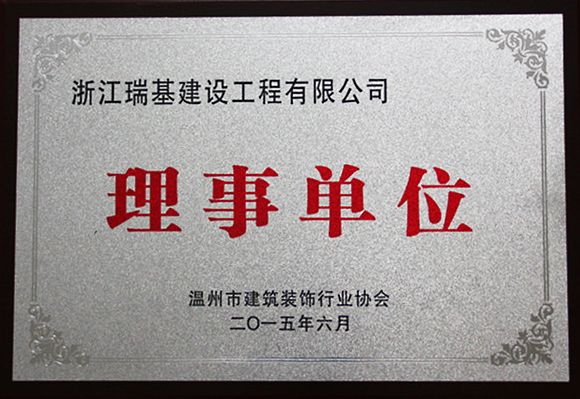 浙江瑞基建设工程有限公司
理事单位
温州市建筑装饰行业协会
二〇一五年六月